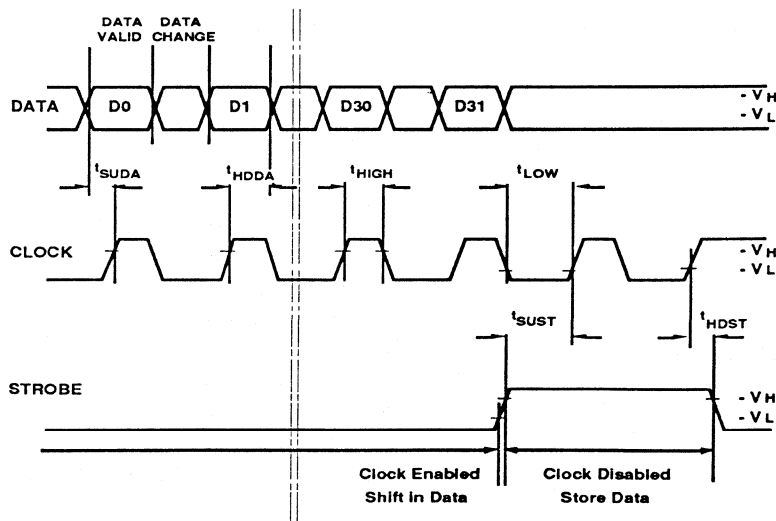 DATA VALID
DATA CHANGE
DATA
D0
D1
D30
D31
- VH
- VL
tSUDA
tHDDA
tHIGH
tLOW
CLOCK
- VH
- VL
tSUST
tHDST
STROBE
- VH
- VL
Clock Enabled
Shift in Data
Clock Disabled
Store Data